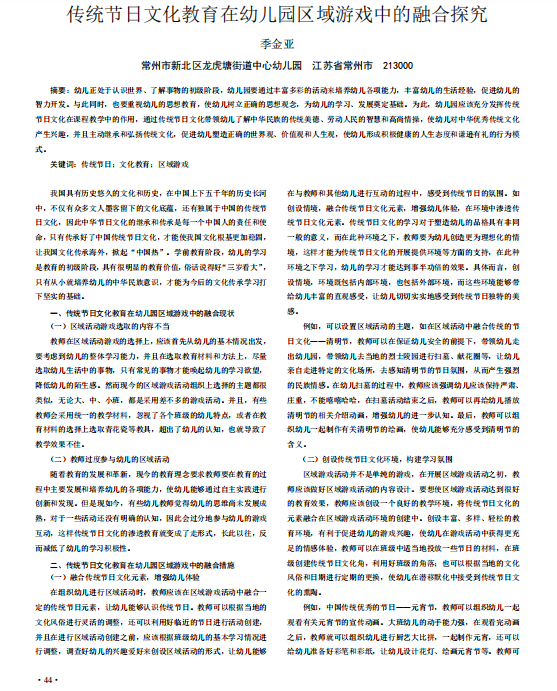 传统节日文化教育在幼儿园区域游戏中的融合探究
季金亚
常州市新北区龙虎塘街道中心幼儿园　江苏省常州市　213000
摘要：幼儿正处于认识世界、了解事物的初级阶段，幼儿园要通过丰富多彩的活动来培养幼儿各项能力，丰富幼儿的生活经验，促进幼儿的
智力开发。与此同时，也要重视幼儿的思想教育，使幼儿树立正确的思想观念，为幼儿的学习、发展奠定基础。为此，幼儿园应该充分发挥传统
节日文化在课程教学中的作用，通过传统节日文化带领幼儿了解中华民族的传统美德、劳动人民的智慧和高尚情操，使幼儿对中华优秀传统文化
产生兴趣，并且主动继承和弘扬传统文化，促进幼儿塑造正确的世界观、价值观和人生观，使幼儿形成积极健康的人生态度和谦逊有礼的行为模
式。
关键词：传统节日；文化教育；区域游戏
我国具有历史悠久的文化和历史，在中国上下五千年的历史长河
中，不仅有众多文人墨客留下的文化底蕴，还有独属于中国的传统节
日文化，因此中华节日文化的继承和传承是每一个中国人的责任和使
命，只有传承好了中国传统节日文化，才能使我国文化根基更加稳固，
让我国文化传承海外，掀起“中国热”。学前教育阶段，幼儿的学习
是教育的初级阶段，具有很明显的教育价值，俗话说得好“三岁看大”，
只有从小就培养幼儿的中华民族意识，才能为今后的文化传承学习打
下坚实的基础。
一、传统节日文化教育在幼儿园区域游戏中的融合现状
（一）区域活动游戏选取的内容不当
教师在区域活动游戏的选择上，应该首先从幼儿的基本情况出发，
要考虑到幼儿的整体学习能力，并且在选取教育材料和方法上，尽量
选取幼儿生活中的事物，只有常见的事物才能唤起幼儿的学习欲望，
降低幼儿的陌生感。然而现今的区域游戏活动组织上选择的主题都很
类似，无论大、中、小班，都是采用差不多的游戏活动。并且，有些
教师会采用统一的教学材料，忽视了各个班级的幼儿特点，或者在教
育材料的选择上选取青花瓷等教具，超出了幼儿的认知，也就导致了
教学效果不佳。
（二）教师过度参与幼儿的区域活动
随着教育的发展和革新，现今的教育理念要求教师要在教育的过
程中主要发展和培养幼儿的各项能力，使幼儿能够通过自主实践进行
创新和发现。但是现如今，有些幼儿教师觉得幼儿的思维尚未发展成
熟，对于一些活动还没有明确的认知，因此会过分地参与幼儿的游戏
互动，这样传统节日文化的渗透教育就变成了走形式，长此以往，反
而减低了幼儿的学习积极性。
二、传统节日文化教育在幼儿园区域游戏中的融合措施
（一）融合传统节日文化元素，增强幼儿体验
在组织幼儿进行区域活动时，教师应该在区域游戏活动中融合一
定的传统节日元素，让幼儿能够认识传统节日。教师可以根据当地的
文化风俗进行灵活的调整，还可以利用好临近的节日进行活动创建，
并且在进行区域活动创建之前，应该根据班级幼儿的基本学习情况进
行调整，调查好幼儿的兴趣爱好来创设区域活动的形式，让幼儿能够
在与教师和其他幼儿进行互动的过程中，感受到传统节日的氛围。如
创设情境，融合传统节日文化元素，增强幼儿体验，在环境中渗透传
统节日文化元素。传统节日文化的学习对于塑造幼儿的品格具有非同
一般的意义，而在此种环境之下，教师要为幼儿创造更为理想化的情
境，这样才能为传统节日文化的开展提供环境等方面的支持，在此种
环境之下学习，幼儿的学习才能达到事半功倍的效果。具体而言，创
设情境，环境既包括内部环境，也包括外部环境，而这些环境能够带
给幼儿丰富的直观感受，让幼儿切切实实地感受到传统节日独特的美
感。
例如，可以设置区域活动的主题，如在区域活动中融合传统的节
日文化——清明节，教师可以在保证幼儿安全的前提下，带领幼儿走
出幼儿园，带领幼儿去当地的烈士陵园进行扫墓、献花圈等，让幼儿
亲自走进特定的文化场所，去感知清明节的节日氛围，从而产生强烈
的民族情感。在幼儿扫墓的过程中，教师应该强调幼儿应该保持严肃、
庄重，不能嘻嘻哈哈，在扫墓活动结束之后，教师可以再给幼儿播放
清明节的相关介绍动画，增强幼儿的进一步认知。最后，教师可以组
织幼儿一起制作有关清明节的绘画，使幼儿能够充分感受到清明节的
含义。
（二）创设传统节日文化环境，构建学习氛围
区域游戏活动并不是单纯的游戏，在开展区域游戏活动之初，教
师应该做好区域游戏活动的内容设计。要想使区域游戏活动达到很好
的教育效果，教师应该创设一个良好的教学环境，将传统节日文化的
元素融合在区域游戏活动环境的创建中。创设丰富、多样、轻松的教
育环境，有利于促进幼儿的游戏兴趣，使幼儿在游戏活动中获得更充
足的情感体验，教师可以在班级中适当地投放一些节日的材料，在班
级创建传统节日文化角，利用好班级的角落；也可以根据当地的文化
风俗和日期进行定期的更换，使幼儿在潜移默化中接受到传统节日文
化的熏陶。
例如，中国传统优秀的节日——元宵节，教师可以组织幼儿一起
观看有关元宵节的宣传动画。大班幼儿的动手能力强，在观看完动画
之后，教师就可以组织幼儿进行厨艺大比拼，一起制作元宵，还可以
给幼儿准备好彩笔和彩纸，让幼儿设计花灯、绘画元宵节等。教师可
· 44 ·